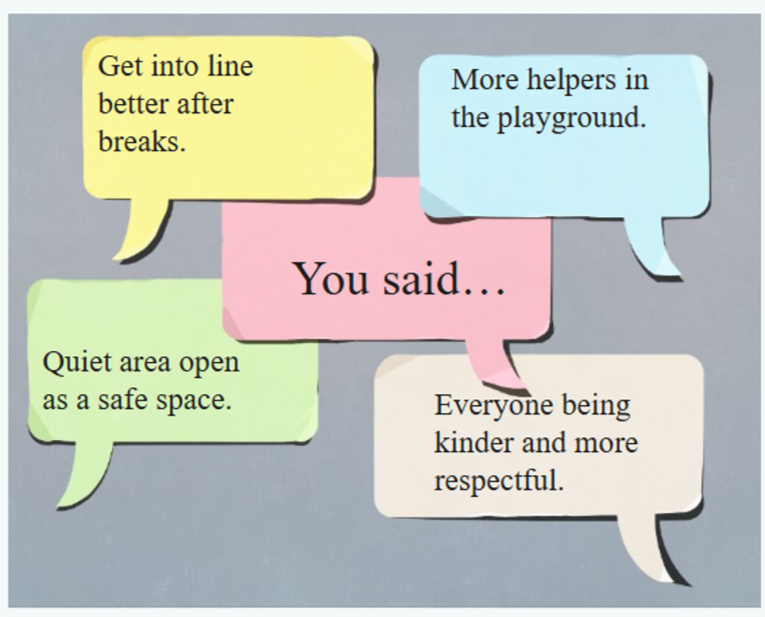 Get into line
better after
breaks.
More helpers in
the playground.
You said…
Quiet area open
as a safe space.
Everyone being
kinder and more
respectful.